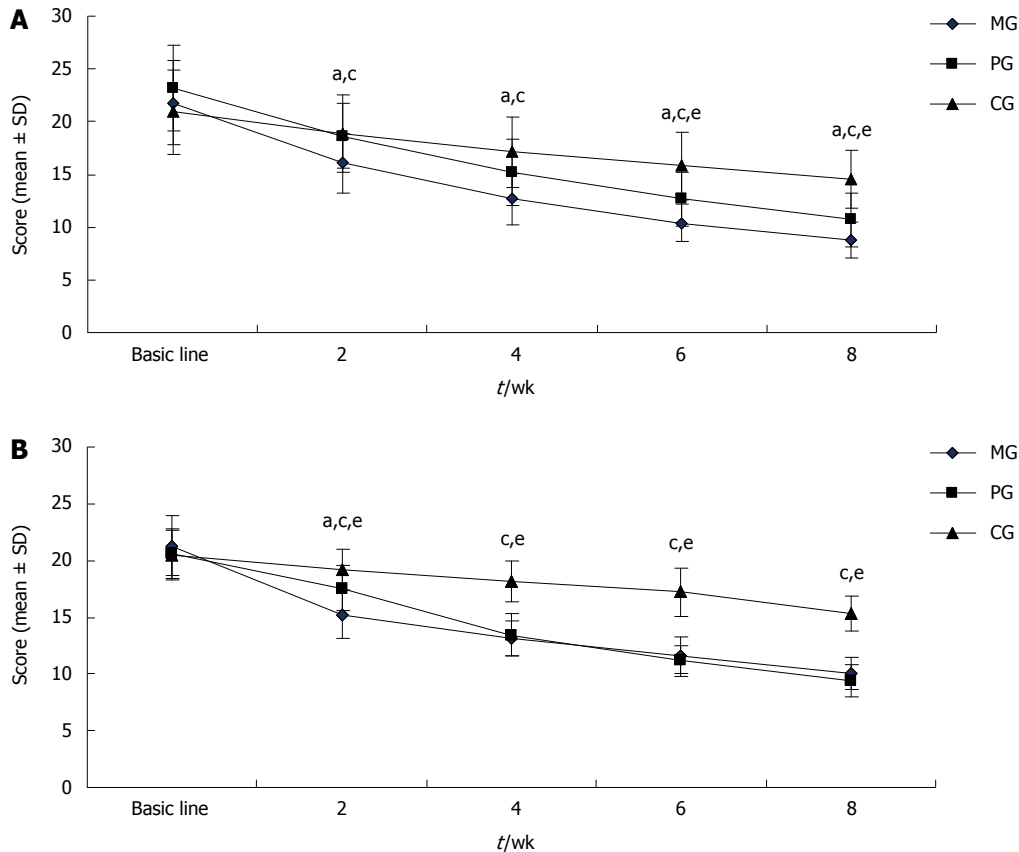 A
Score (mean ± SD)
30
25
20
15
10
5
0
a,c
a,c
a,c,e
a,c,e
MG
PG
CG
Basic line 2 4 6 8
t/wk
B
Score (mean ± SD)
30
25
20
15
10
5
0
a,c,e
c,e
c,e
c,e
MG
PG
CG
Basic line 2 4 6 8
t/wk